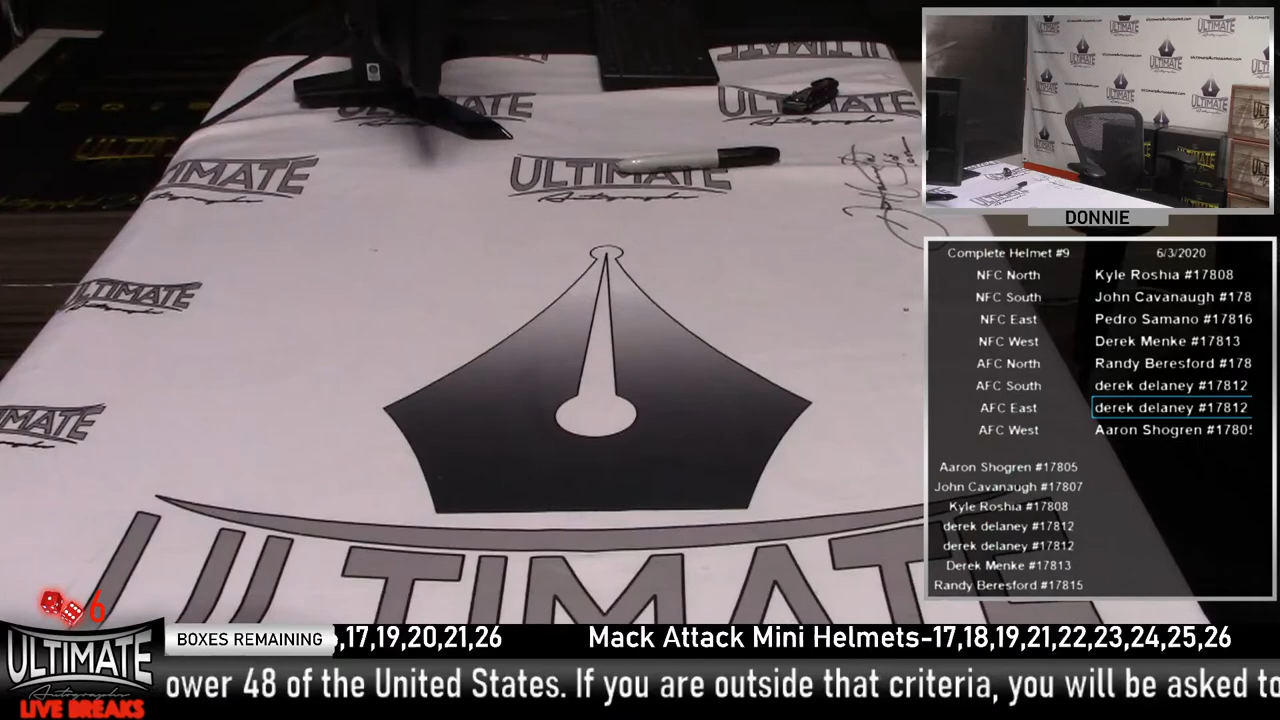 ULTIMATE
ULTIMATE
Autographs
ULTIMATE
Autographs
ULTIMATE
Autographs
ULTIMATE
ULTIMATE
IMATE
ULTIMATE
DONNIE
Complete Helmet #9 6/3/2020
NFC North Kyle Roshia #17808
NFC South John Cavanaugh #178
NFC East Pedro Samano #17816
NFC West Derek Menke #17813
AFC North Randy Beresford #178
AFC South derek delaney #17812
AFC East derek delaney #17812
AFC West Aaron Shogren #1780
Aaron Shogren #17805
John Cavanaugh #17807
Kyle Roshia #17808
derek delaney #17812
derek delaney #17812
Derek Menke #17813
Randy Beresford #17815
6
ULTIMATE
Autographs
LIVE BREAKS
BOXES REMAINING ,17,19,20,21,26 Mack Attack Mini Helmets-17,18,19,21,22,23,24,25,26
ower 48 of the United States. If you are outside that criteria, you will be asked to